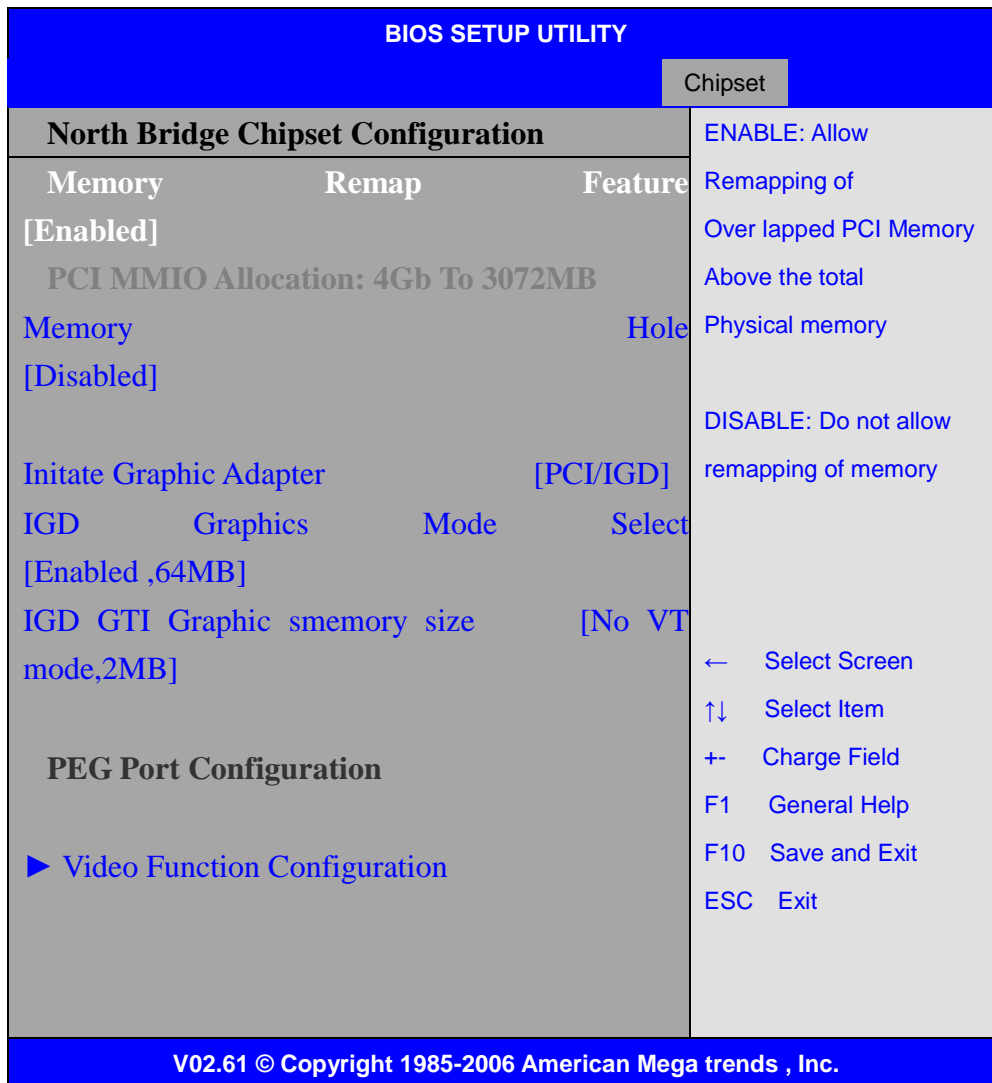 BIOS SETUP UTILITY
Chipset
North Bridge Chipset Configuration
Memory Remap Feature
[Enabled]
PCI MMIO Allocation: 4Gb To 3072MB
Memory Hole
[Disabled]
Initate Graphic Adapter [PCI/IGD]
IGD Graphics Mode Select
[Enabled ,64MB]
IGD GTI Graphic smemory size [No VT
mode,2MB]
PEG Port Configuration
► Video Function Configuration
ENABLE: Allow
Remapping of
Over lapped PCI Memory
Above the total
Physical memory
DISABLE: Do not allow
remapping of memory
← Select Screen
↑↓ Select Item
+- Charge Field
F1 General Help
F10 Save and Exit
ESC Exit
V02.61 © Copyright 1985-2006 American Mega trends , Inc.